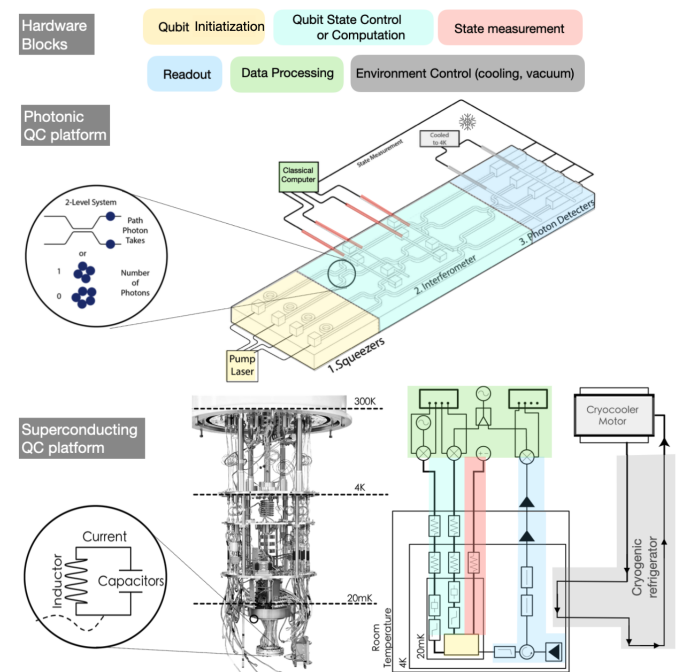 Hardware
Blocks
Qubit Initiatization
Qubit State Control
or Computation
State measurement
Readout
Data Processing
Environment Control (cooling, vacuum)
Photonic
QC platform
Cooled
to 4K
State Measurement
Classical
Computer
2-Level System
Path
Photon
Takes
or
1
0
Number
of
Photons
3. Photon Detecters
2. Interferometer
1.Squeezers
Pump
Laser
Superconducting
QC platform
300K
4K
20mK
Current
Inductor
Capacitors
Cryocooler
Motor
Cryogenic
refrigerator
Room
Temperature
4K
20mK